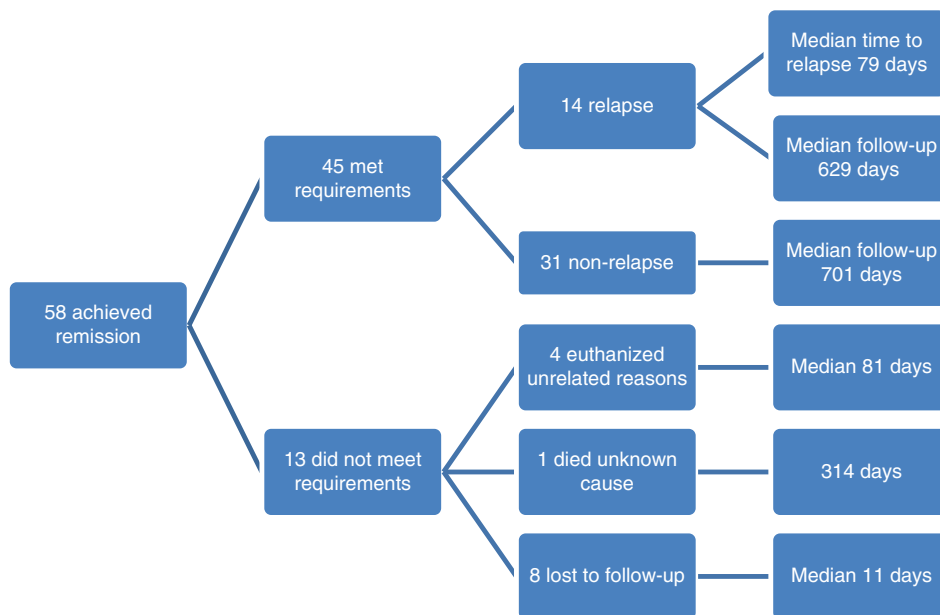 58 achieved
remission
45 met
requirements
13 did not meet
requirements
14 relapse
31 non-relapse
4 euthanized
unrelated reasons
1 died unknown
cause
8 lost to follow-up
Median time to
relapse 79 days
Median follow-up
629 days
Median follow-up
701 days
Median 81 days
314 days
Median 11 days